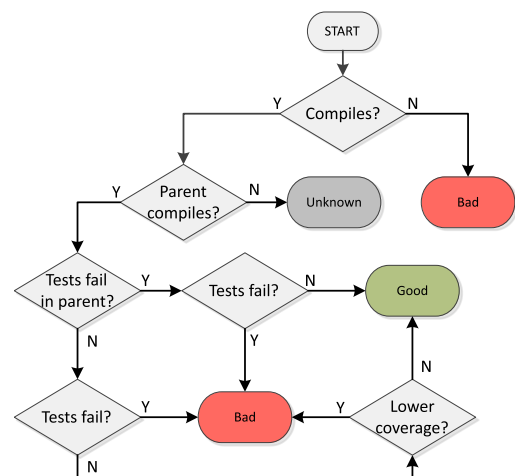 START
Compiles?
Y
N
Parent
compiles?
Y
N
Unknown
Bad
Tests fail
in parent?
Y
Tests fail?
N
Good
N
Y
N
Tests fail?
Y
Bad
Y
Lower
coverage?
N